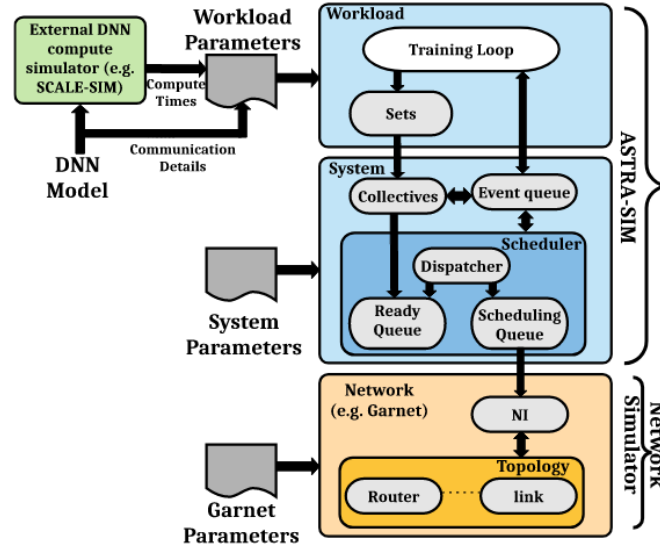 External DNN
compute
simulator (e.g.
SCALE-SIM)
Workload
Parameters
Compute
Times
Communication
Details
DNN
Model
Workload
Training Loop
Sets
System
Collectives
Event queue
Scheduler
Dispatcher
Ready
Queue
Scheduling
Queue
System
Parameters
ASTRA-SIM
Network
(e.g. Garnet)
NI
Topology
Router
link
Garnet
Parameters
Network
Simulator